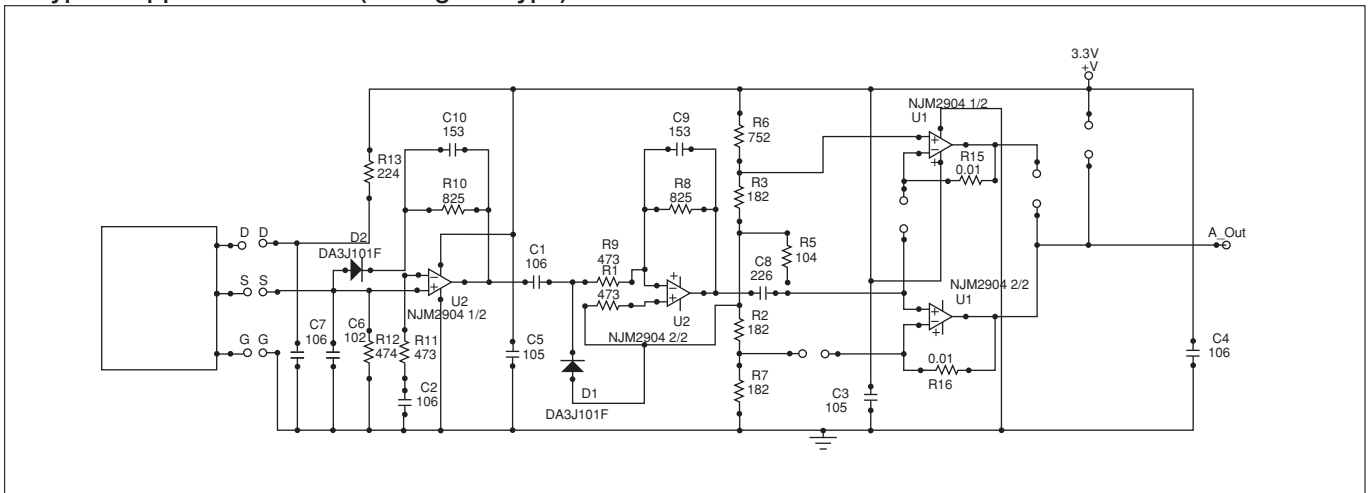 3.3V
+V
NJM2904 1/2
U1
C10
153
C9
153
R6
752
R13
224
R15
0.01
R10
825
R8
825
R3
182
D D
D2
DA3J101F
A_Out
C1
106
R9
473
R1
473
R5
104
C8
226
S S
NJM2904 2/2
U1
U2
NJM2904 1/2
U2
C7
106
C6
102
R12
474
R11
473
NJM2904 2/2
R2
182
G G
C5
105
0.01
R16
C4
106
C2
106
D1
DA3J101F
R7
182
C3
105